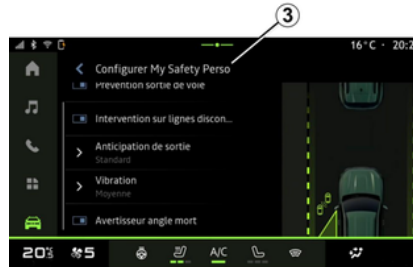 3
16°C · 20:2
Configurer My Safety Perso
Prévention sortie de voie
Intervention sur lignes discon...
Anticipation de sortie
Standard
Vibration
Moyenne
Avertisseur angle mort
20°5 5 A/C